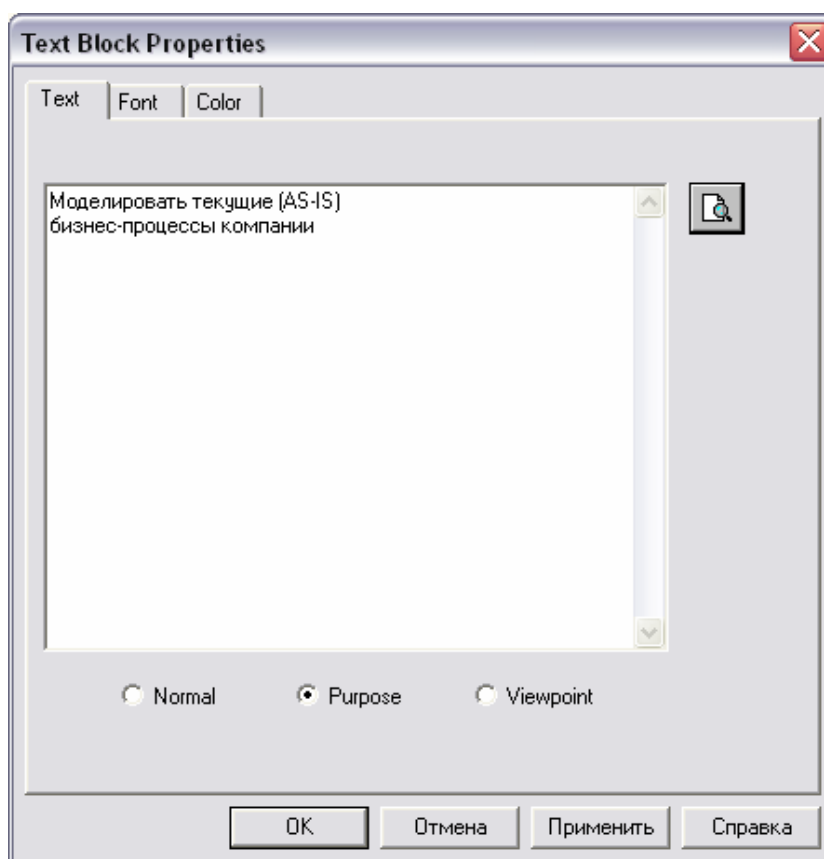 Text Block Properties
Text Font Color
Моделировать текущие (AS-IS)
бизнес-процессы компании
Normal Purpose Viewpoint
OK Отмена Применить Справка